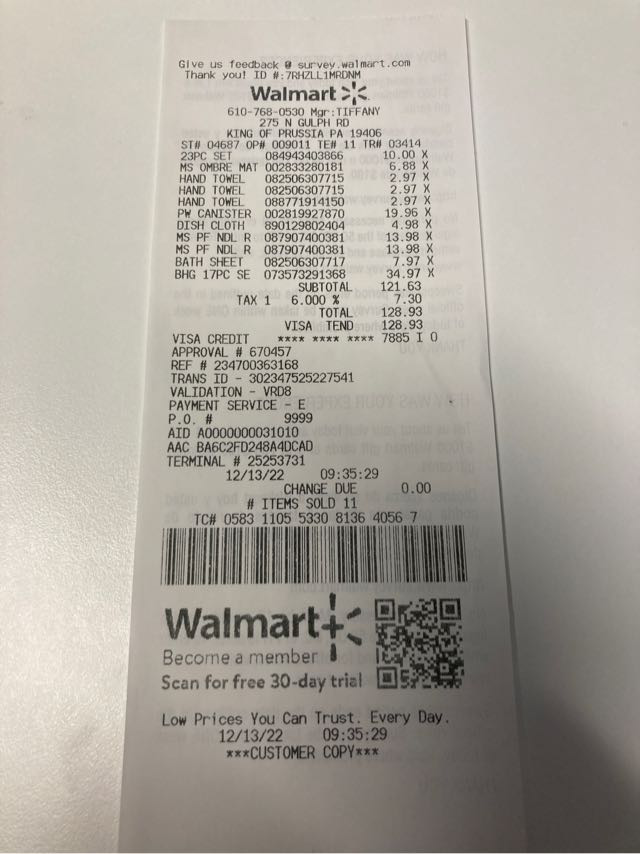 Give us feedback @ survey.walmart.com
Thank you! ID #:7RHZLL1MRDNM
Walmart
610-768-0530 Mgr:TIFFANY
275 N GULPH RD
KING OF PRUSSIA PA 19406
ST# 04687 OP# 009011 TE# 11 TR# 03414
23PC SET 084943403866 10.00 X
MS OMBRE MAT 002833280181 6.88 X
HAND TOWEL 082506307715 2.97 X
HAND TOWEL 082506307715 2.97 X
HAND TOWEL 088771914150 2.97 X
PW CANISTER 002819927870 19.96 X
DISH CLOTH 890129802404 4.98 X
MS PF NDL R 087907400381 13.98 X
MS PF NDL R 087907400381 13.98 X
BATH SHEET 082506307717 7.97 X
BHG 17PC SE 073573291368 34.97 X
SUBTOTAL 121.63
TAX 1 6.000 % 7.30
TOTAL 128.93
VISA TEND 128.93
VISA CREDIT **** **** **** 7885 I 0
APPROVAL # 670457
REF # 234700363168
TRANS ID - 302347525227541
VALIDATION - VRD8
PAYMENT SERVICE - E
P.O. # 9999
AID A0000000031010
AAC BA6C2FD248A4DCAD
TERMINAL # 25253731
12/13/22 09:35:29
CHANGE DUE 0.00
# ITEMS SOLD 11
TC# 0583 1105 5330 8136 4056 7
Walmart+
Become a member
Scan for free 30-day trial
Low Prices You Can Trust. Every Day.
12/13/22 09:35:29
***CUSTOMER COPY***